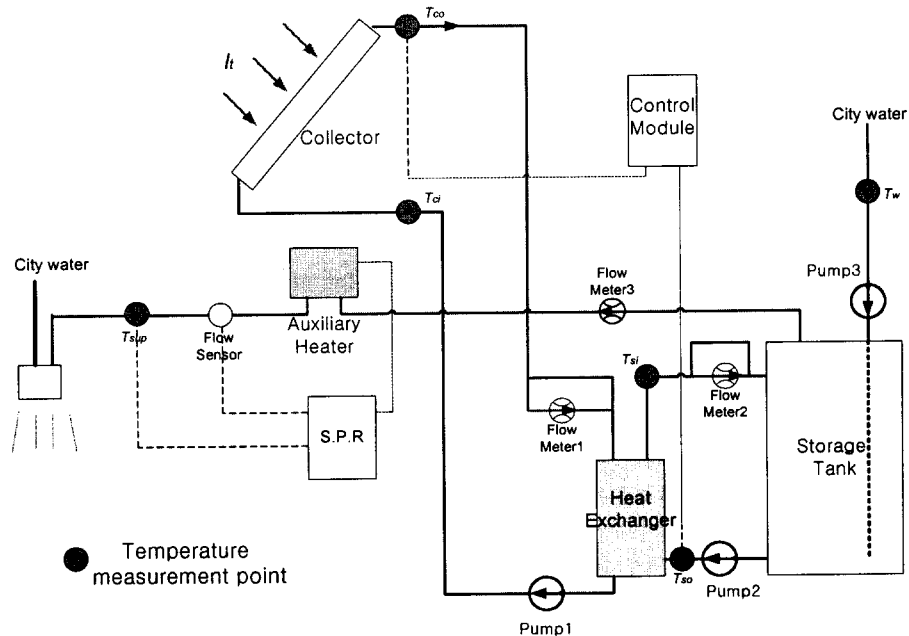 Tco
It
Collector
Control
Module
City water
Tw
Tci
Pump3
City water
Flow
Meter3
Auxiliary
Heater
Tsup
Flow
Sensor
Tsi
Flow
Meter2
S.P.R
Flow
Meter1
Storage
Tank
Heat
Exchanger
Temperature
measurement point
Tso
Pump2
Pump1